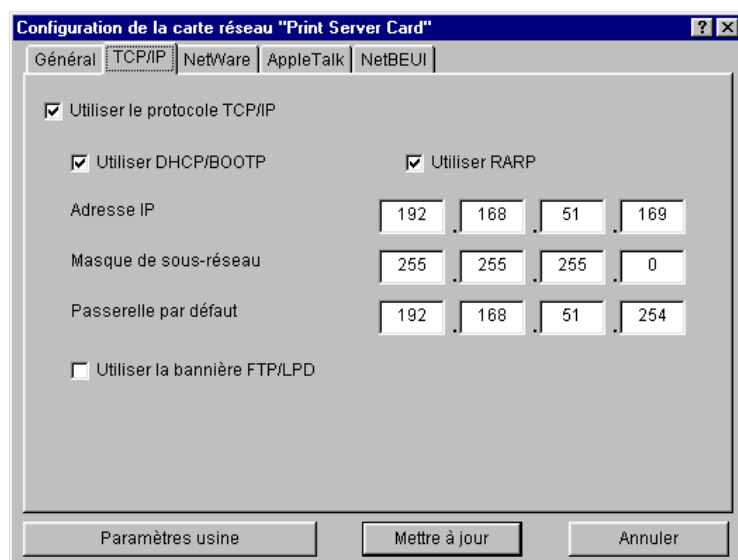 Configuration de la carte réseau "Print Server Card"
Général TCP/IP NetWare AppleTalk NetBEUI
Utiliser le protocole TCP/IP
Utiliser DHCP/BOOTP Utiliser RARP
Adresse IP 192 . 168 . 51 . 169
Masque de sous-réseau 255 . 255 . 255 . 0
Passerelle par défaut 192 . 168 . 51 . 254
Utiliser la bannière FTP/LPD
Paramètres usine Mettre à jour Annuler